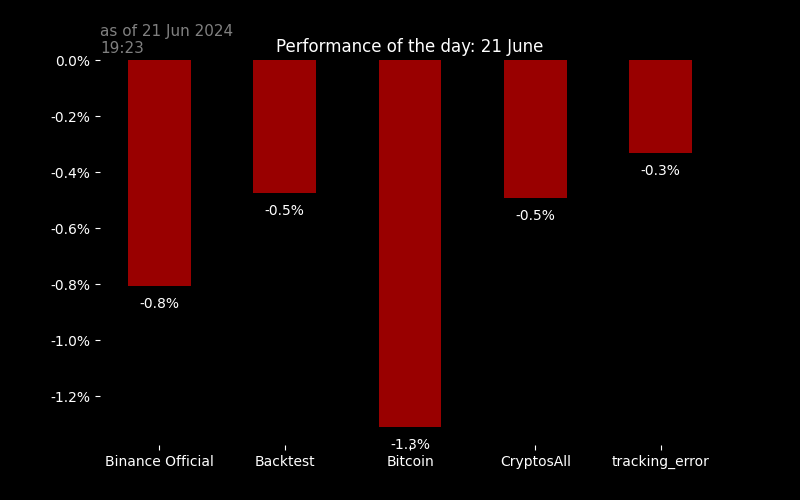 as of 21 Jun 2024
19:23
Performance of the day: 21 June
0.0%
-0.2%
-0.4%
-0.6%
-0.8%
-1.0%
-1.2%
-0.8%
-0.5%
-1.3%
-0.5%
-0.3%
Binance Official
Backtest
Bitcoin
CryptosAll
tracking_error